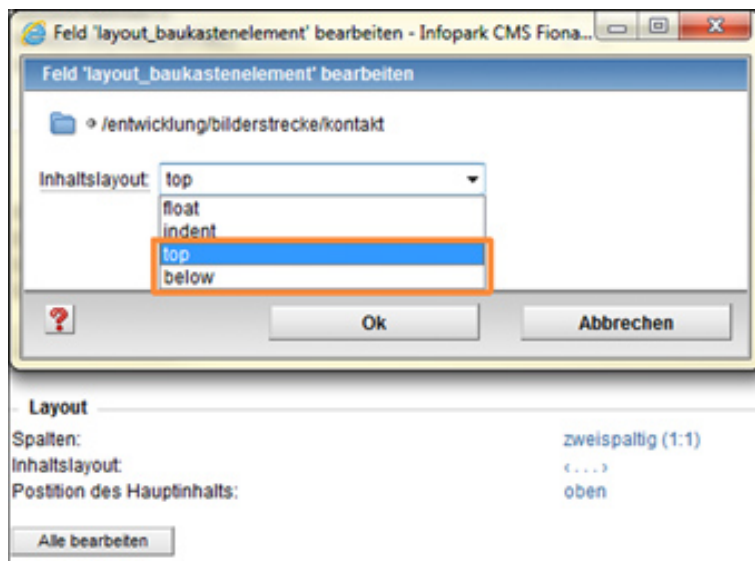 Feld 'layout_baukastenelement' bearbeiten - Infopark CMS Fiona...
Feld 'layout_baukastenelement' bearbeiten
/entwicklung/bilderstrecke/kontakt
Inhaltslayout: top
float
indent
top
below
? Ok Abbrechen
Layout
Spalten: zweispaltig (1:1)
Inhaltslayout: ‹...›
Postition des Hauptinhalts: oben
Alle bearbeiten